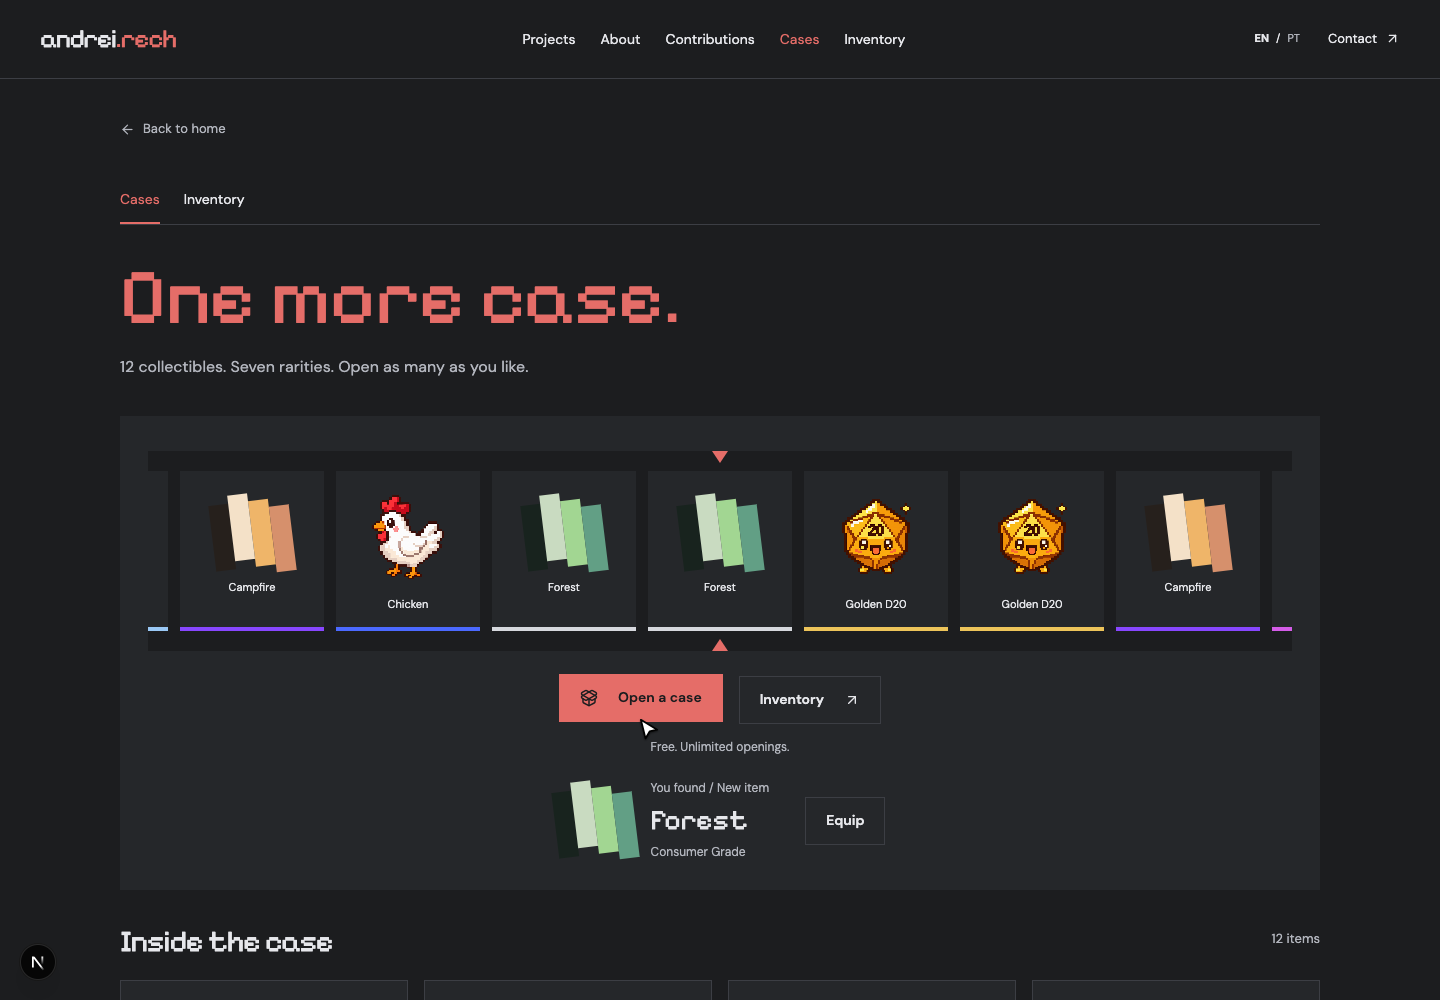 andrei.rech
Projects About Contributions Cases Inventory
EN / PT Contact
Back to home
Cases Inventory
One more case.
12 collectibles. Seven rarities. Open as many as you like.
20 20
Campfire Chicken Forest Forest Golden D20 Golden D20 Campfire
Open a case Inventory
Free. Unlimited openings.
You found / New item
Forest Equip
Consumer Grade
Inside the case 12 items
N